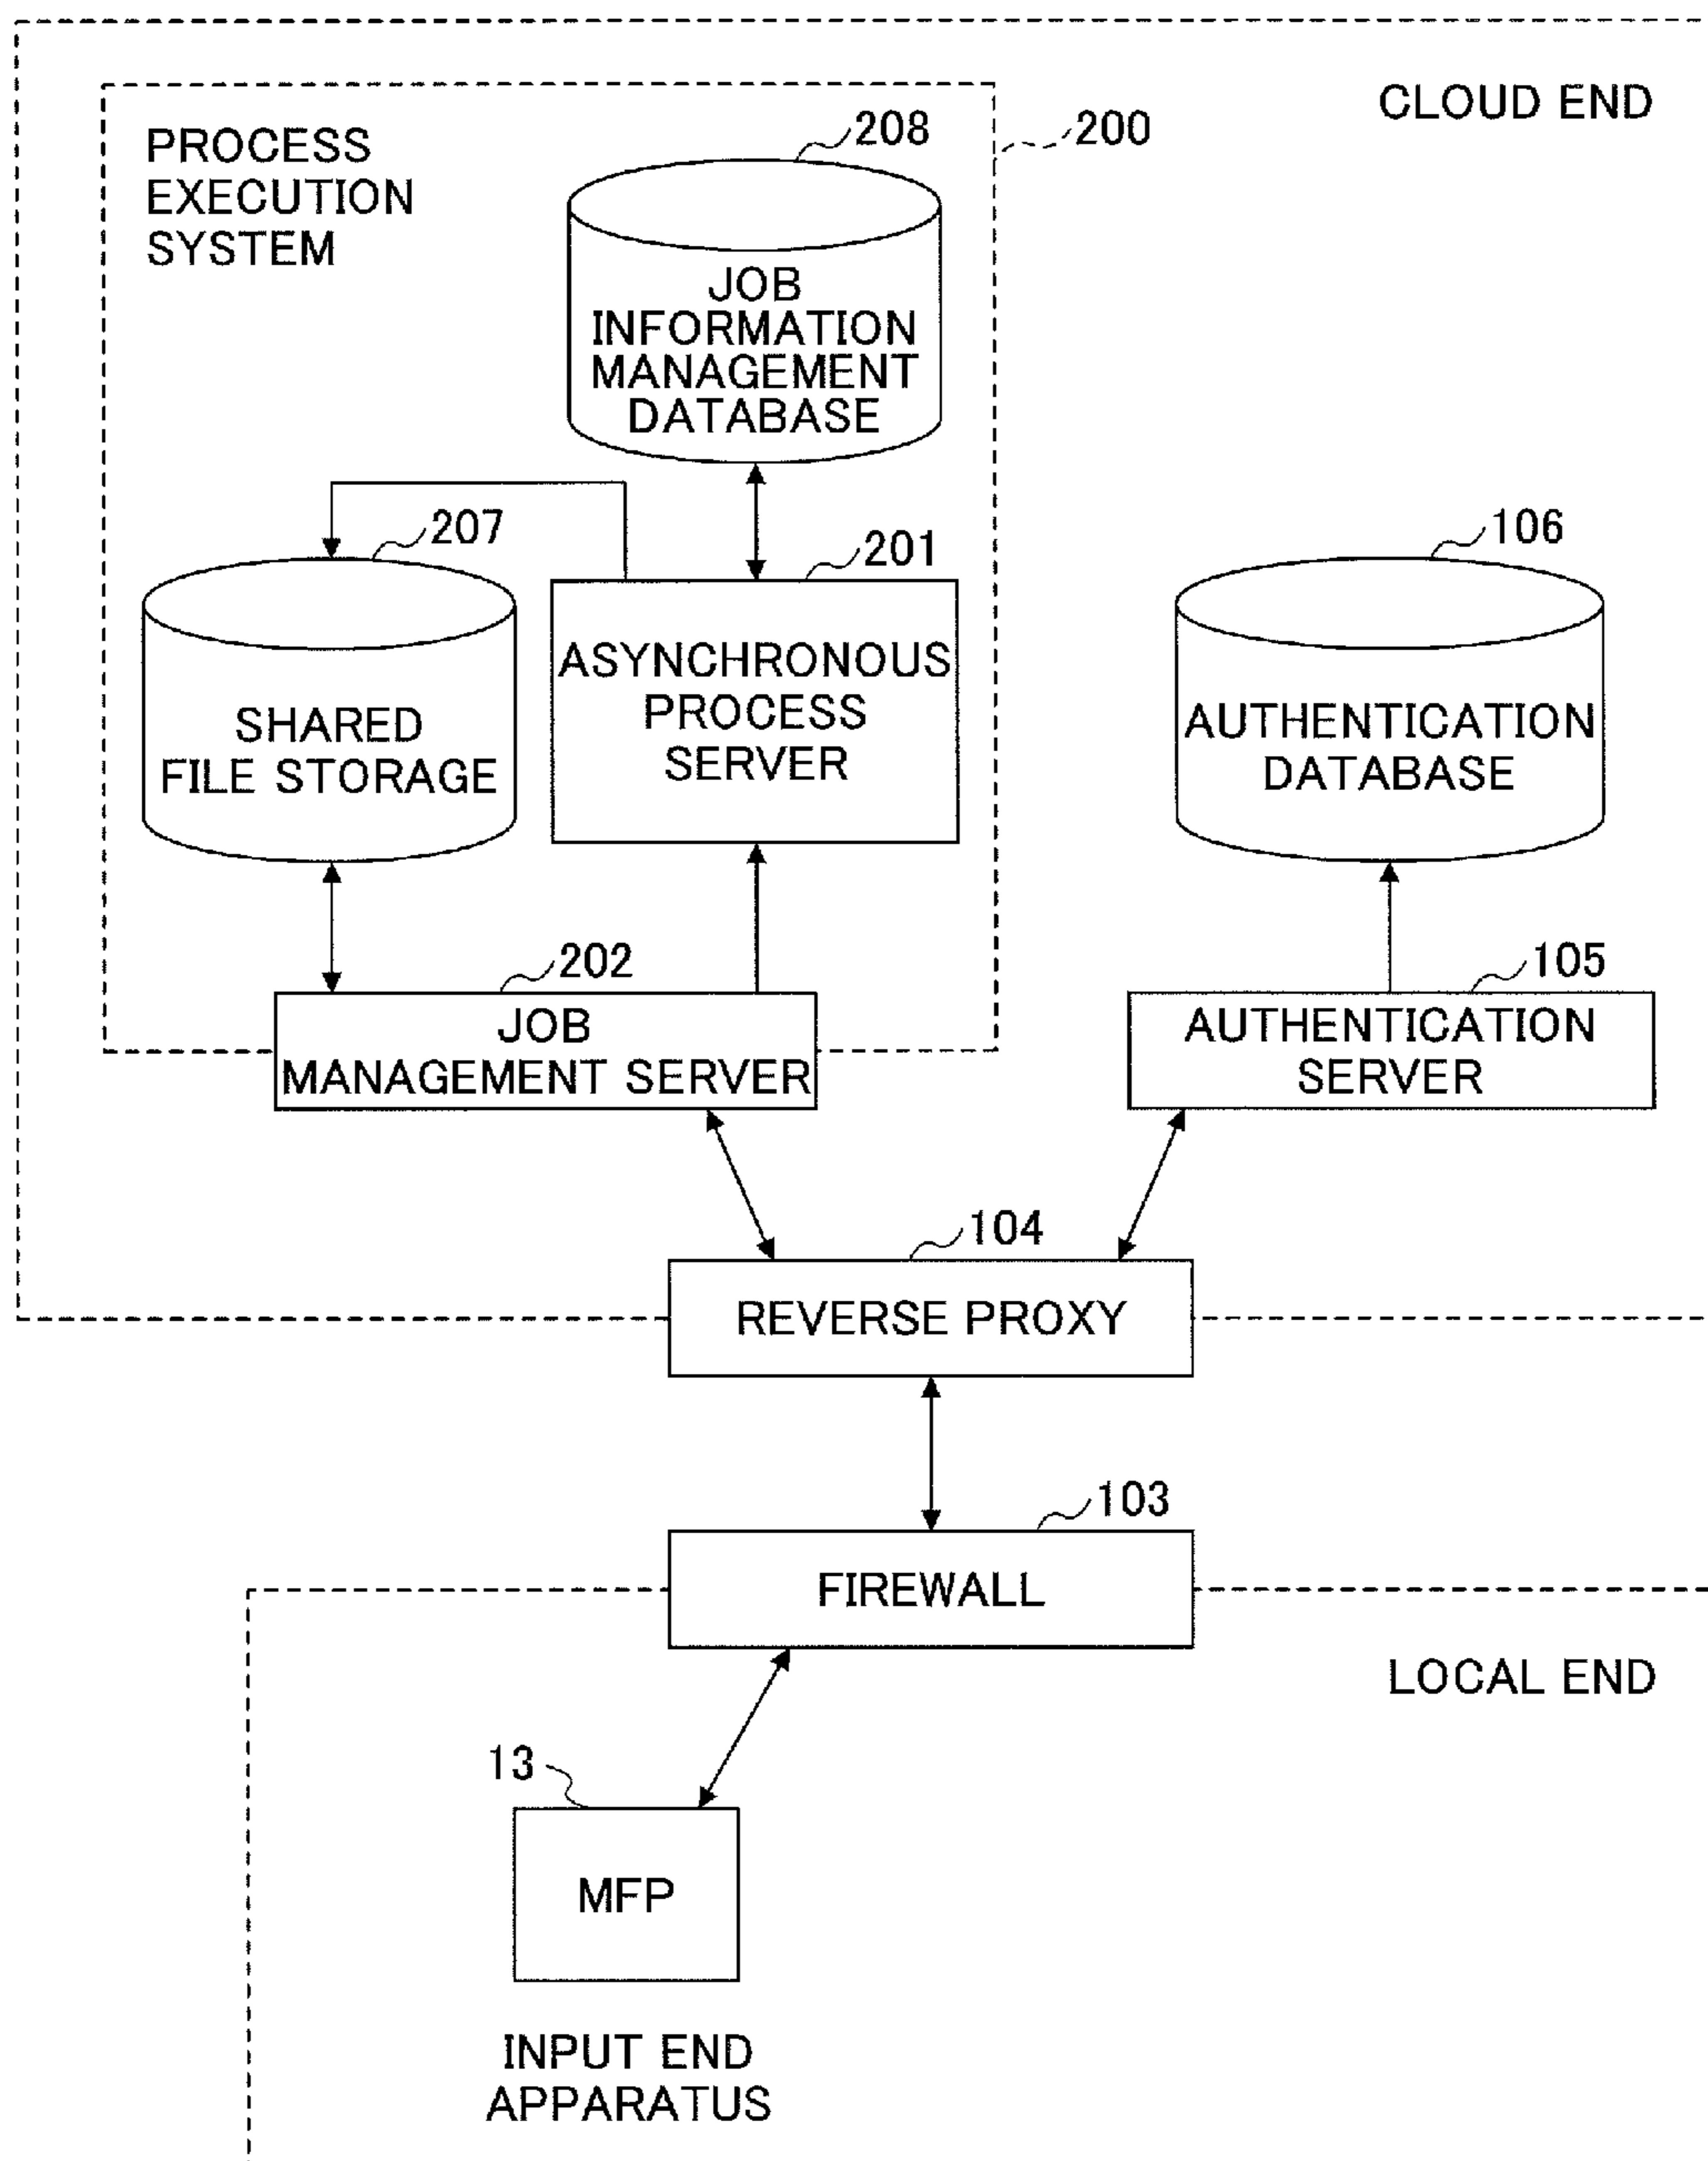 CLOUD END
PROCESS
EXECUTION
SYSTEM
200
208
JOB
INFORMATION
MANAGEMENT
DATABASE
207
SHARED
FILE STORAGE
201
ASYNCHRONOUS
PROCESS
SERVER
106
AUTHENTICATION
DATABASE
202
JOB
MANAGEMENT SERVER
105
AUTHENTICATION
SERVER
104
REVERSE PROXY
103
FIREWALL
LOCAL END
13
MFP
INPUT END
APPARATUS